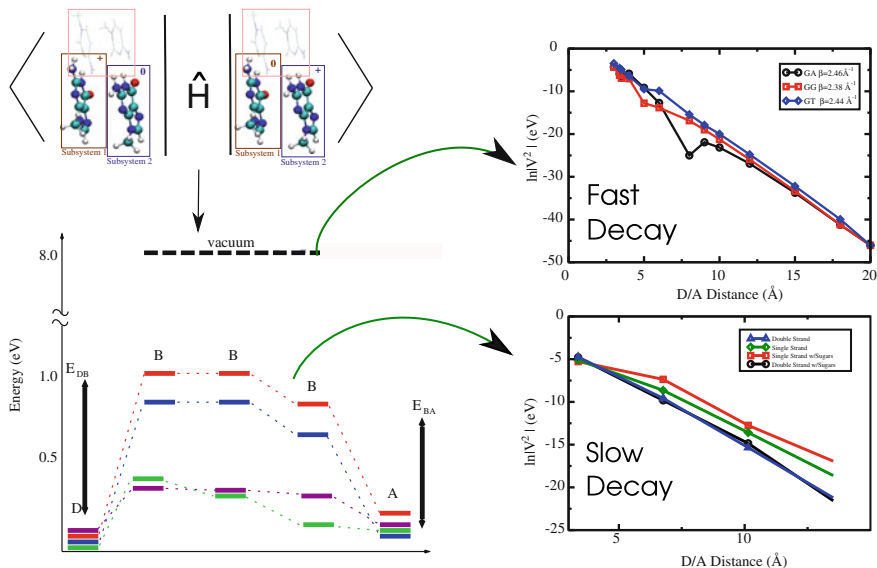 +
0
0
+
Ĥ
Subsystem 1
Subsystem 2
Subsystem 1
Subsystem 2
vacuum
8.0
1.0
0.5
Energy (eV)
E_DB
B
B
B
E_BA
D
A
0
-10
-20
-30
-40
-50
0
5
10
15
20
ln|V²| (eV)
D/A Distance (Å)
GA β=2.46Å⁻¹
GG β=2.38 Å⁻¹
GT β=2.44 Å⁻¹
Fast
Decay
0
-5
-10
-15
-20
-25
5
10
ln|V²| (eV)
D/A Distance (Å)
Double Strand
Single Strand
Single Strand w/Sugars
Double Strand w/Sugars
Slow
Decay